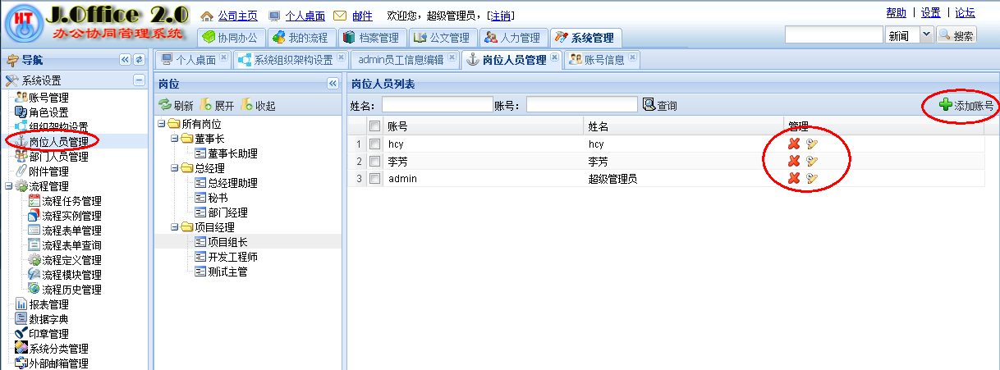 HT J.Office 2.0
办公协同管理系统
公司主页 个人桌面 邮件 欢迎您，超级管理员，[注销]
帮助 | 设置 | 论坛
协同办公 我的流程 档案管理 公文管理 人力管理 系统管理
新闻 搜索
导航
系统设置
账号管理
角色设置
组织架构设置
岗位人员管理
部门人员管理
附件管理
流程管理
流程任务管理
流程实例管理
流程表单管理
流程表单查询
流程定义管理
流程模块管理
流程历史管理
报表管理
数据字典
印章管理
系统分类管理
外部邮箱管理
个人桌面 系统组织架构设置 admin员工信息编辑 岗位人员管理 账号信息
岗位
刷新 展开 收起
所有岗位
董事长
董事长助理
总经理
总经理助理
秘书
部门经理
项目经理
项目组长
开发工程师
测试主管
岗位人员列表
姓名： 账号： 查询 添加账号
账号 姓名 管理
1 hcy hcy
2 李芳 李芳
3 admin 超级管理员